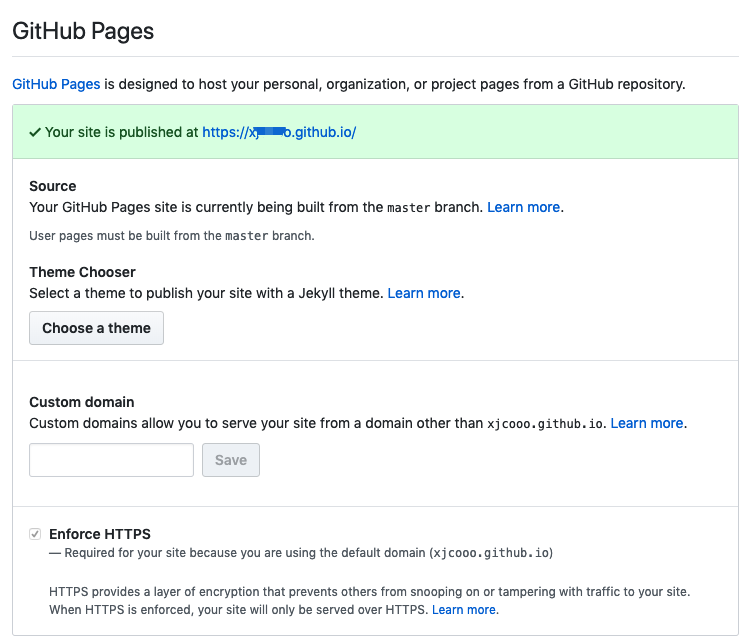 GitHub Pages
GitHub Pages is designed to host your personal, organization, or project pages from a GitHub repository.
Your site is published at https://xj o.github.io/
Source
Your GitHub Pages site is currently being built from the master branch. Learn more.
User pages must be built from the master branch.
Theme Chooser
Select a theme to publish your site with a Jekyll theme. Learn more.
Choose a theme
Custom domain
Custom domains allow you to serve your site from a domain other than xjcooo.github.io. Learn more.
Save
Enforce HTTPS
— Required for your site because you are using the default domain (xjcooo.github.io)
HTTPS provides a layer of encryption that prevents others from snooping on or tampering with traffic to your site.
When HTTPS is enforced, your site will only be served over HTTPS. Learn more.